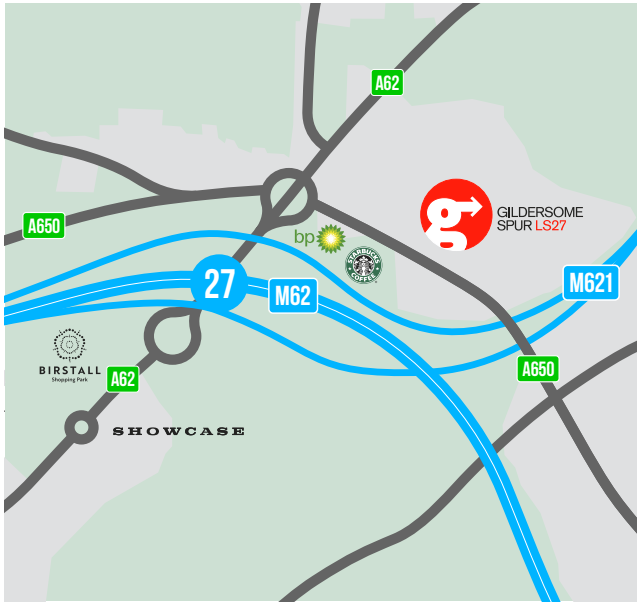 A62
GILDERSOME
SPUR LS27
g
A650
bp
STARBUCKS
COFFEE
27
M62
M621
BIRSTALL
Shopping Park
A62
A650
SHOWCASE